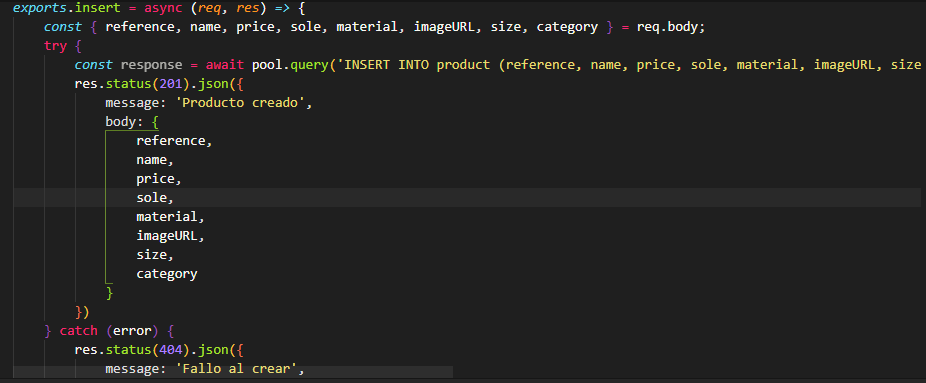 exports.insert = async (req, res) => {
const { reference, name, price, sole, material, imageURL, size, category } = req.body;
try {
const response = await pool.query('INSERT INTO product (reference, name, price, sole, material, imageURL, size
res.status(201).json({
message: 'Producto creado',
body: {
reference,
name,
price,
sole,
material,
imageURL,
size,
category
}
})
} catch (error) {
res.status(404).json({
message: 'Fallo al crear',